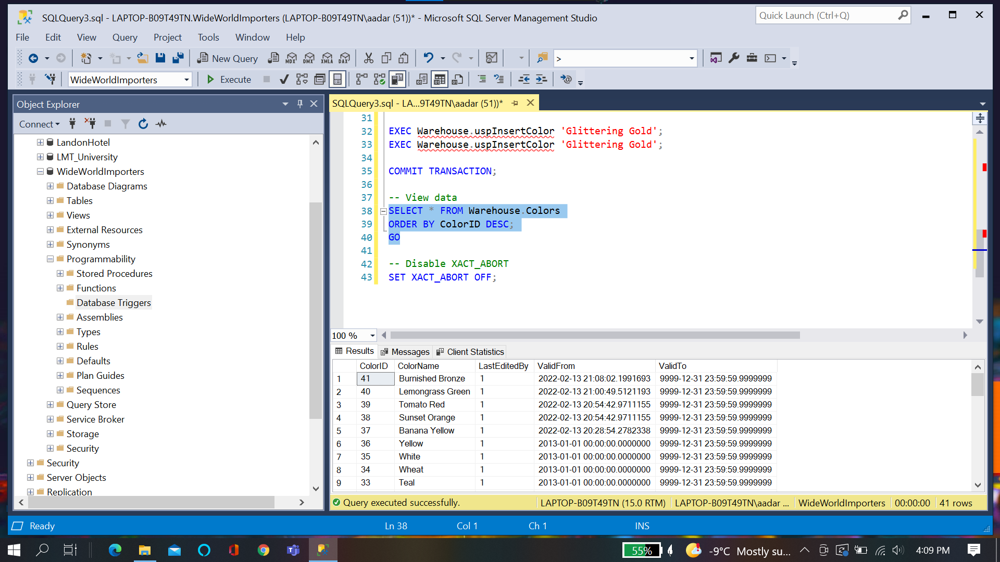 SQLQuery3.sql - LAPTOP-B09T49TN.WideWorldImporters (LAPTOP-B09T49TN\aadar (51))* - Microsoft SQL Server Management Studio
Quick Launch (Ctrl+Q)
File Edit View Query Project Tools Window Help
New Query MDX DMX XMLA DAX >
WideWorldImporters Execute
Object Explorer
Connect
LandonHotel
LMT_University
WideWorldImporters
Database Diagrams
Tables
Views
External Resources
Synonyms
Programmability
Stored Procedures
Functions
Database Triggers
Assemblies
Types
Rules
Defaults
Plan Guides
Sequences
Query Store
Service Broker
Storage
Security
Security
Server Objects
Replication
SQLQuery3.sql - LA...9T49TN\aadar (51))*
31
32 EXEC Warehouse.uspInsertColor 'Glittering Gold';
33 EXEC Warehouse.uspInsertColor 'Glittering Gold';
34
35 COMMIT TRANSACTION;
36
37 -- View data
38 SELECT * FROM Warehouse.Colors
39 ORDER BY ColorID DESC;
40 GO
41
42 -- Disable XACT_ABORT
43 SET XACT_ABORT OFF;
100 %
Results Messages Client Statistics
ColorID ColorName LastEditedBy ValidFrom ValidTo
1 41 Burnished Bronze 1 2022-02-13 21:08:02.1991693 9999-12-31 23:59:59.9999999
2 40 Lemongrass Green 1 2022-02-13 21:00:49.5121193 9999-12-31 23:59:59.9999999
3 39 Tomato Red 1 2022-02-13 20:54:42.9711155 9999-12-31 23:59:59.9999999
4 38 Sunset Orange 1 2022-02-13 20:54:42.9711155 9999-12-31 23:59:59.9999999
5 37 Banana Yellow 1 2022-02-13 20:28:54.2782338 9999-12-31 23:59:59.9999999
6 36 Yellow 1 2013-01-01 00:00:00.0000000 9999-12-31 23:59:59.9999999
7 35 White 1 2013-01-01 00:00:00.0000000 9999-12-31 23:59:59.9999999
8 34 Wheat 1 2013-01-01 00:00:00.0000000 9999-12-31 23:59:59.9999999
9 33 Teal 1 2013-01-01 00:00:00.0000000 9999-12-31 23:59:59.9999999
Query executed successfully. LAPTOP-B09T49TN (15.0 RTM) LAPTOP-B09T49TN\aadar ... WideWorldImporters 00:00:00 41 rows
Ready Ln 38 Col 1 Ch 1 INS
55% -9°C Mostly su... 4:09 PM